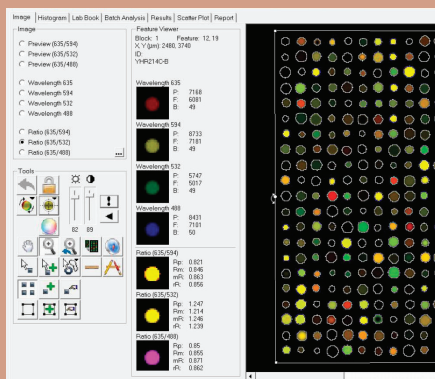 Image | Histogram | Lab Book | Batch Analysis | Results | Scatter Plot | Report |
Image
Preview (635/594)
Preview (635/532)
Preview (635/488)
Wavelength 635
Wavelength 594
Wavelength 532
Wavelength 488
Ratio (635/594)
Ratio (635/532)
Ratio (635/488)
...
Tools
82 89
Feature Viewer
Block: 1 Feature: 12, 19
X, Y (µm): 2480, 3740
ID:
YHR214C-B
Wavelength 635
P: 7168
F: 6081
B: 49
Wavelength 594
P: 8733
F: 7181
B: 49
Wavelength 532
P: 5747
F: 5017
B: 49
Wavelength 488
P: 8431
F: 7101
B: 50
Ratio (635/594)
Rp: 0.821
Rm: 0.846
mR: 0.863
rR: 0.856
Ratio (635/532)
Rp: 1.247
Rm: 1.214
mR: 1.246
rR: 1.239
Ratio (635/488)
Rp: 0.85
Rm: 0.855
mR: 0.871
rR: 0.862